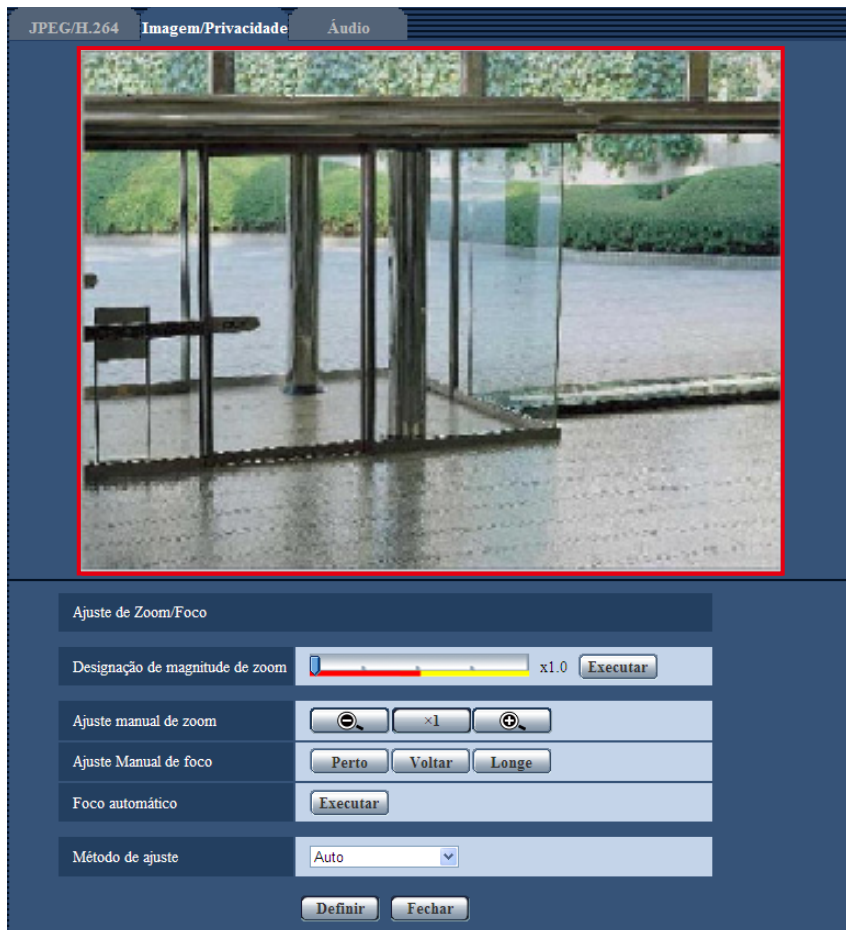 JPEG/H.264 Imagem/Privacidade Áudio
Ajuste de Zoom/Foco
Designação de magnitude de zoom x1.0 Executar
Ajuste manual de zoom ×1
Ajuste Manual de foco Perto Voltar Longe
Foco automático Executar
Método de ajuste Auto
Definir Fechar